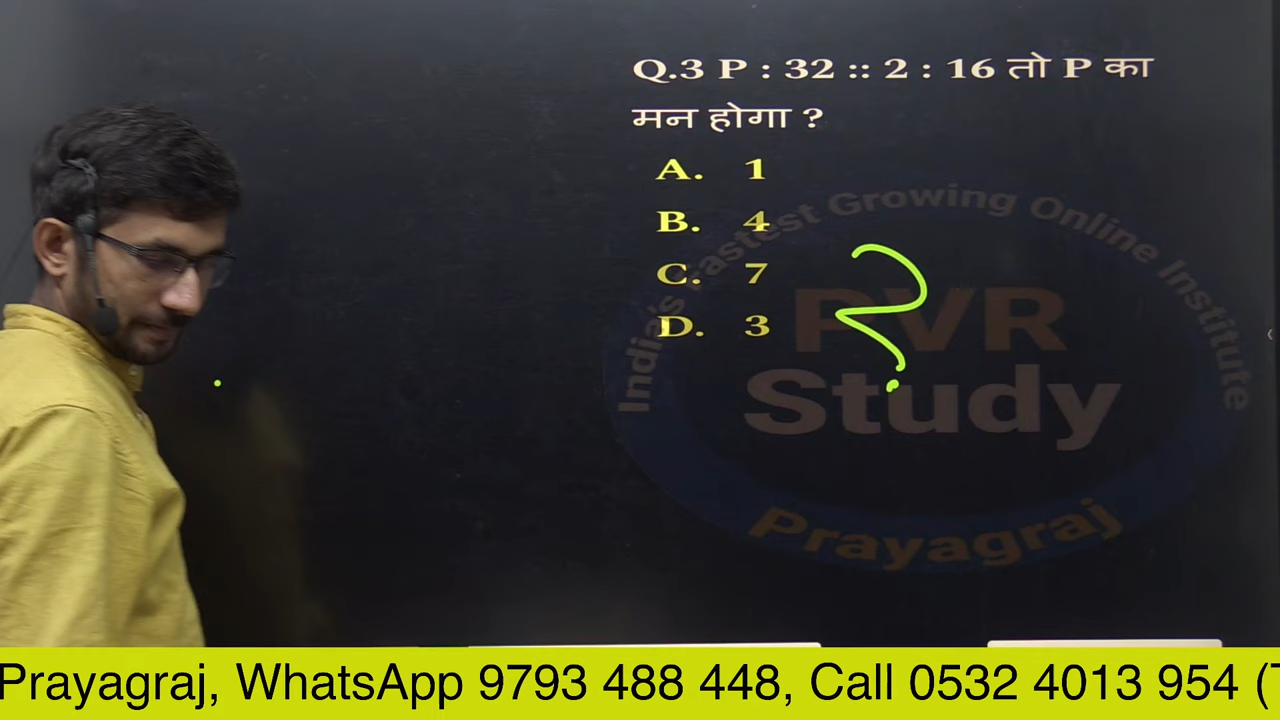 Q.3 P : 32 :: 2 : 16 तो P का
मन होगा ?
A. 1
B. 4
C. 7
D. 3
?
India's Fastest Growing Online Institute
PVR
Study
Prayagraj
Prayagraj, WhatsApp 9793 488 448, Call 0532 4013 954 (